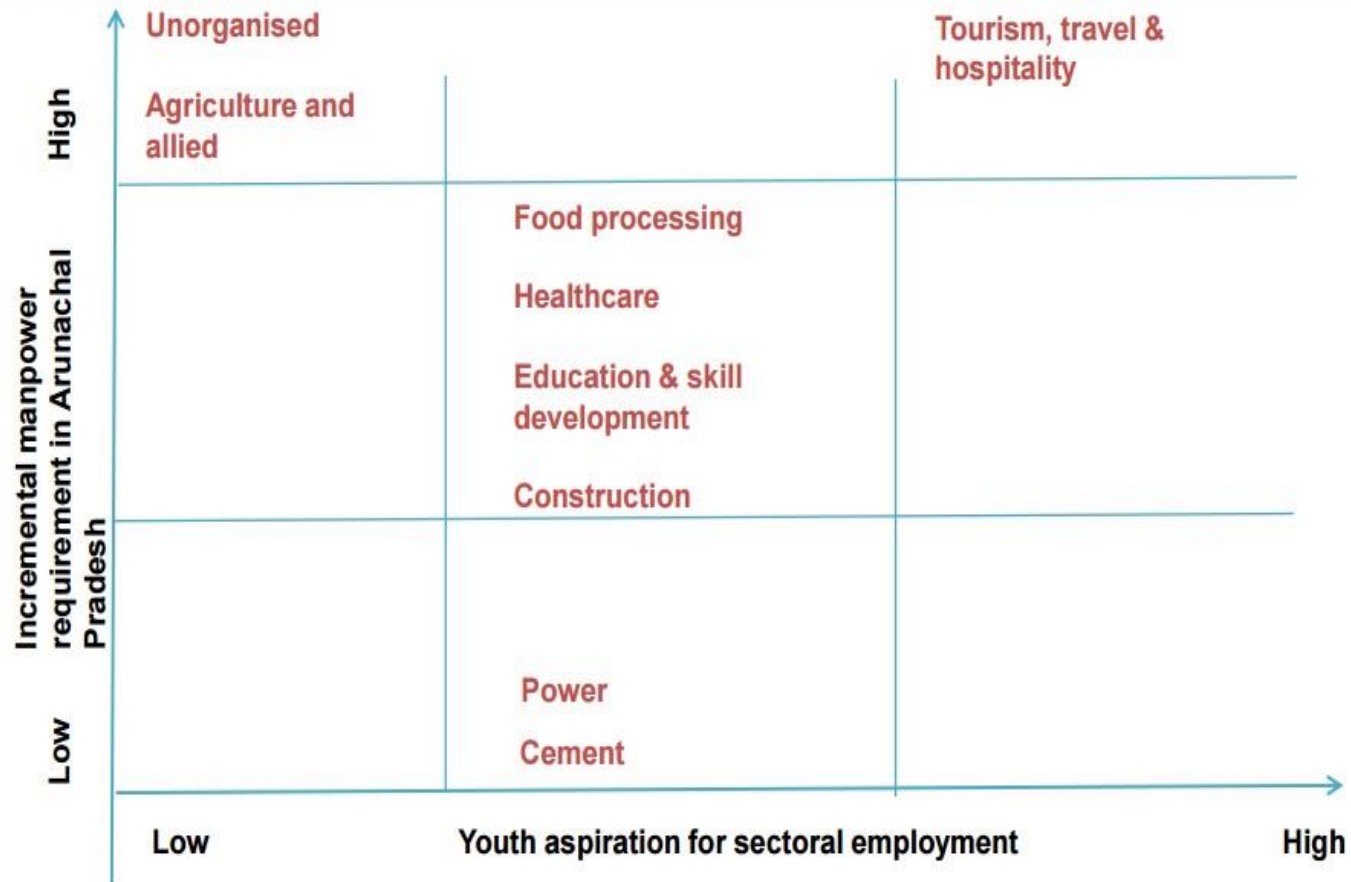 Unorganised
Tourism, travel &
hospitality
Agriculture and
allied
High
Food processing
Healthcare
Education & skill
development
Construction
Incremental manpower
requirement in Arunachal
Pradesh
Power
Cement
Low
Low
Youth aspiration for sectoral employment
High